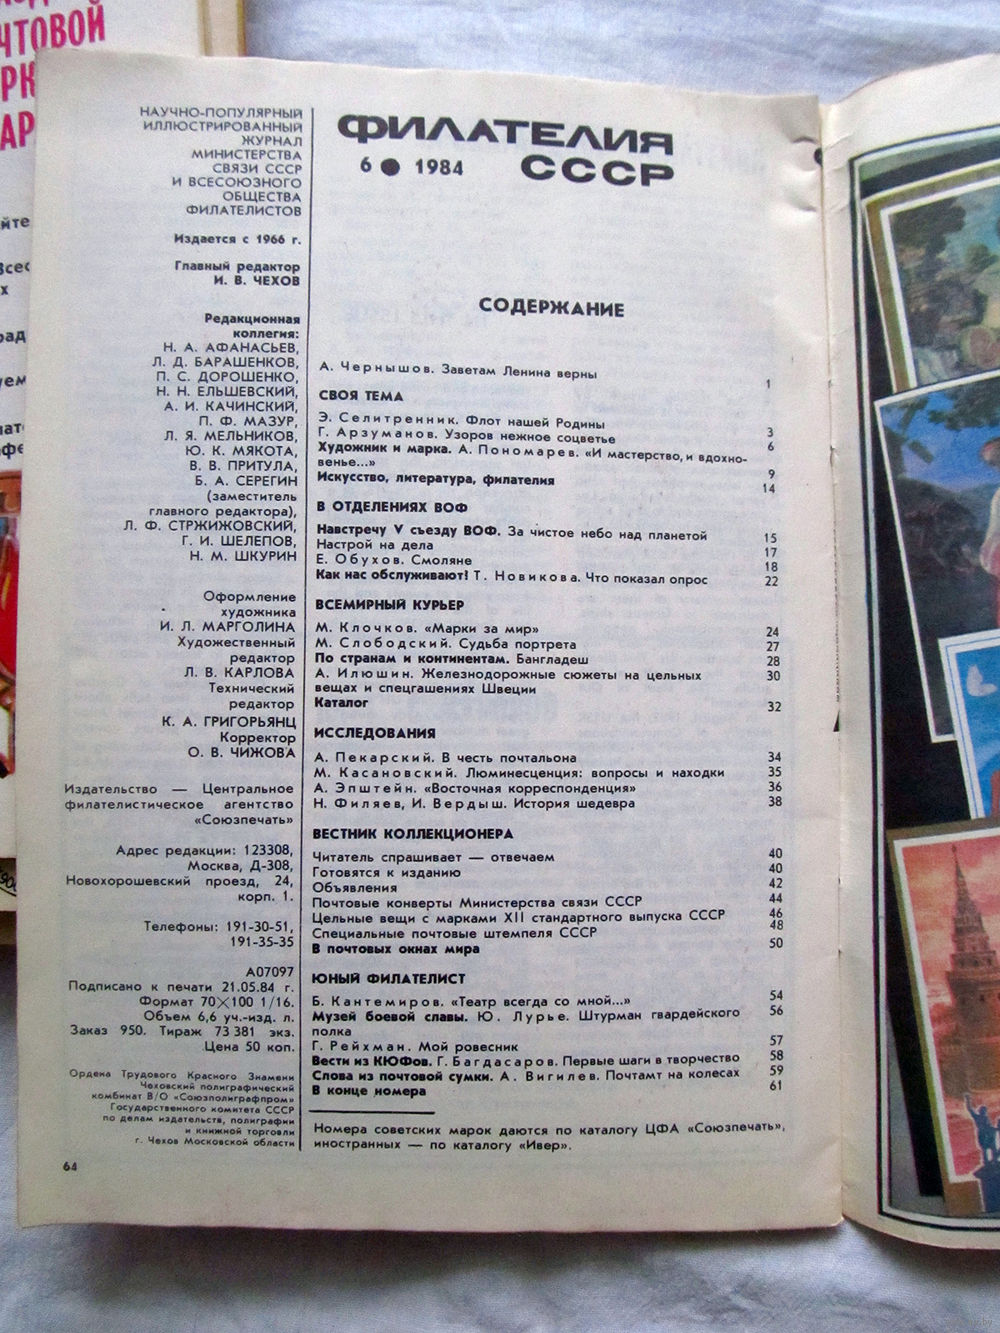 ЧТОВОЙ
НАУЧНО-ПОПУЛЯРНЫЙ
ИЛЛЮСТРИРОВАННЫЙ
ЖУРНАЛ
МИНИСТЕРСТВА
СВЯЗИ СССР
И ВСЕСОЮЗНОГО
ОБЩЕСТВА
ФИЛАТЕЛИСТОВ
Издается с 1966 г.
Главный редактор
И. В. ЧЕХОВ
Редакционная
коллегия:
Н. А. АФАНАСЬЕВ,
Л. Д. БАРАШЕНКОВ,
П. С. ДОРОШЕНКО,
Н. Н. ЕЛЬШЕВСКИЙ,
А. И. КАЧИНСКИЙ,
П. Ф. МАЗУР,
Л. Я. МЕЛЬНИКОВ,
Ю. К. МЯКОТА,
В. В. ПРИТУЛА,
Б. А. СЕРЕГИН
(заместитель
главного редактора),
Л. Ф. СТРЖИЖОВСКИЙ,
Г. И. ШЕЛЕПОВ,
Н. М. ШКУРИН
Оформление
художника
И. Л. МАРГОЛИНА
Художественный
редактор
Л. В. КАРЛОВА
Технический
редактор
К. А. ГРИГОРЬЯНЦ
Корректор
О. В. ЧИЖОВА
Издательство — Центральное
филателистическое агентство
«Союзпечать»
Адрес редакции: 123308,
Москва, Д-308,
Новохорошевский проезд, 24,
корп. 1.
Телефоны: 191-30-51,
191-35-35
А07097
Подписано к печати 21.05.84 г.
Формат 70×100 1/16.
Объем 6,6 уч.-изд. л.
Заказ 950. Тираж 73 381 экз.
Цена 50 коп.
Ордена Трудового Красного Знамени
Чеховский полиграфический
комбинат В/О «Союзполиграфпром»
Государственного комитета СССР
по делам издательств, полиграфии
и книжной торговли
г. Чехов Московской области
64
ФИЛАТЕЛИЯ
6 ● 1984 СССР
СОДЕРЖАНИЕ
А. Чернышов. Заветам Ленина верны 1
СВОЯ ТЕМА
Э. Селитренник. Флот нашей Родины 3
Г. Арзуманов. Узоров нежное соцветье 6
Художник и марка. А. Пономарев. «И мастерство, и вдохно-
венье...» 9
Искусство, литература, филателия 14
В ОТДЕЛЕНИЯХ ВОФ
Навстречу V съезду ВОФ. За чистое небо над планетой 15
Настрой на дела 17
Е. Обухов. Смоляне 18
Как нас обслуживают! Т. Новикова. Что показал опрос 22
ВСЕМИРНЫЙ КУРЬЕР
М. Клочков. «Марки за мир» 24
М. Слободский. Судьба портрета 27
По странам и континентам. Бангладеш 28
А. Илюшин. Железнодорожные сюжеты на цельных 30
вещах и спецгашениях Швеции
Каталог 32
ИССЛЕДОВАНИЯ
А. Пекарский. В честь почтальона 34
М. Касановский. Люминесценция: вопросы и находки 35
А. Эпштейн. «Восточная корреспонденция» 36
Н. Филяев, И. Вердыш. История шедевра 38
ВЕСТНИК КОЛЛЕКЦИОНЕРА
Читатель спрашивает — отвечаем 40
Готовятся к изданию 40
Объявления 42
Почтовые конверты Министерства связи СССР 44
Цельные вещи с марками XII стандартного выпуска СССР 46
Специальные почтовые штемпеля СССР 48
В почтовых окнах мира 50
ЮНЫЙ ФИЛАТЕЛИСТ
Б. Кантемиров. «Театр всегда со мной...» 54
Музей боевой славы. Ю. Лурье. Штурман гвардейского 56
полка
Г. Рейхман. Мой ровесник 57
Вести из КЮФов. Г. Багдасаров. Первые шаги в творчество 58
Слова из почтовой сумки. А. Вигилев. Почтамт на колесах 59
В конце номера 61
Номера советских марок даются по каталогу ЦФА «Союзпечать»,
иностранных — по каталогу «Ивер».